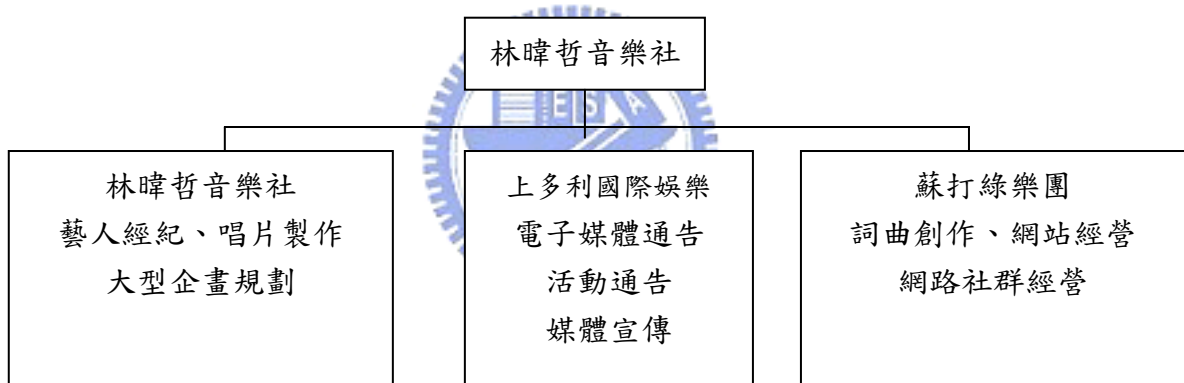 林暐哲音樂社
林暐哲音樂社
藝人經紀、唱片製作
大型企畫規劃
上多利國際娛樂
電子媒體通告
活動通告
媒體宣傳
蘇打綠樂團
詞曲創作、網站經營
網路社群經營
ESA